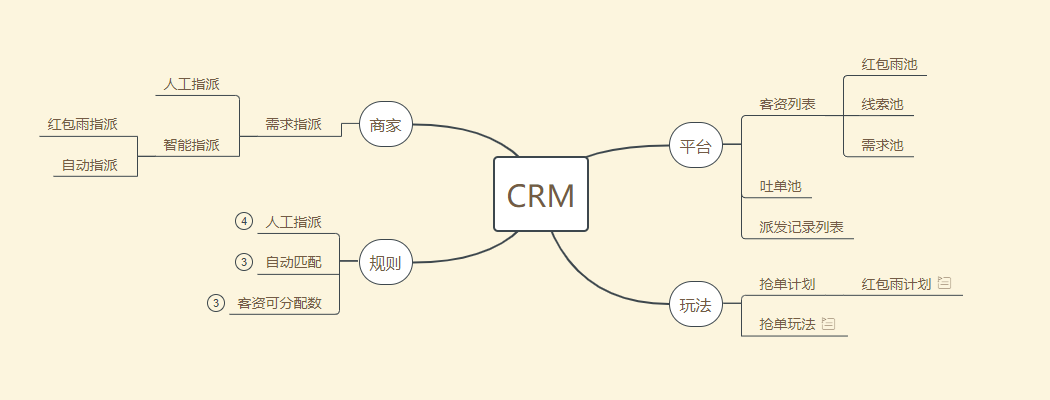 CRM
商家
需求指派
人工指派
智能指派
红包雨指派
自动指派
规则
人工指派
4
自动匹配
3
客资可分配数
3
平台
客资列表
红包雨池
线索池
需求池
吐单池
派发记录列表
玩法
抢单计划
红包雨计划
抢单玩法